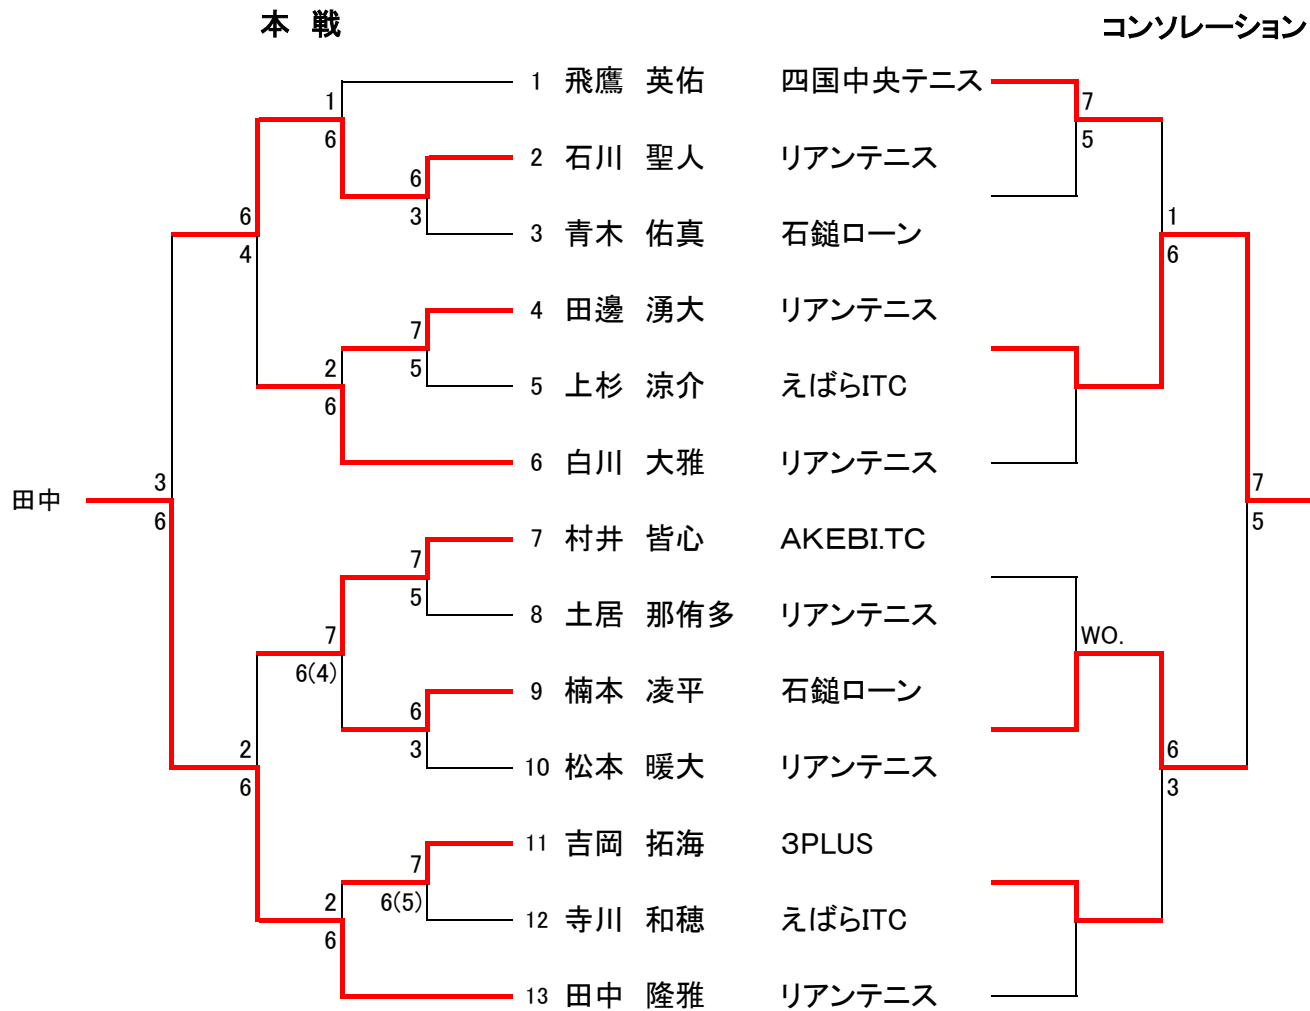 本 戦
コンソレーション
1 飛鷹 英佑 四国中央テニス
1
7
6
5
2 石川 聖人 リアンテニス
6
3
6
1
3 青木 佑真 石鎚ローン
4
6
4 田邊 湧大 リアンテニス
7
2
5
5 上杉 涼介 えばらITC
6
6 白川 大雅 リアンテニス
3
7
田中
6
5
7 村井 皆心 AKEBI.TC
7
5
8 土居 那侑多 リアンテニス
7
WO.
6(4)
9 楠本 凌平 石鎚ローン
6
3
2
6
10 松本 暖大 リアンテニス
6
3
11 吉岡 拓海 3PLUS
7
2
6(5)
12 寺川 和穂 えばらITC
6
13 田中 隆雅 リアンテニス